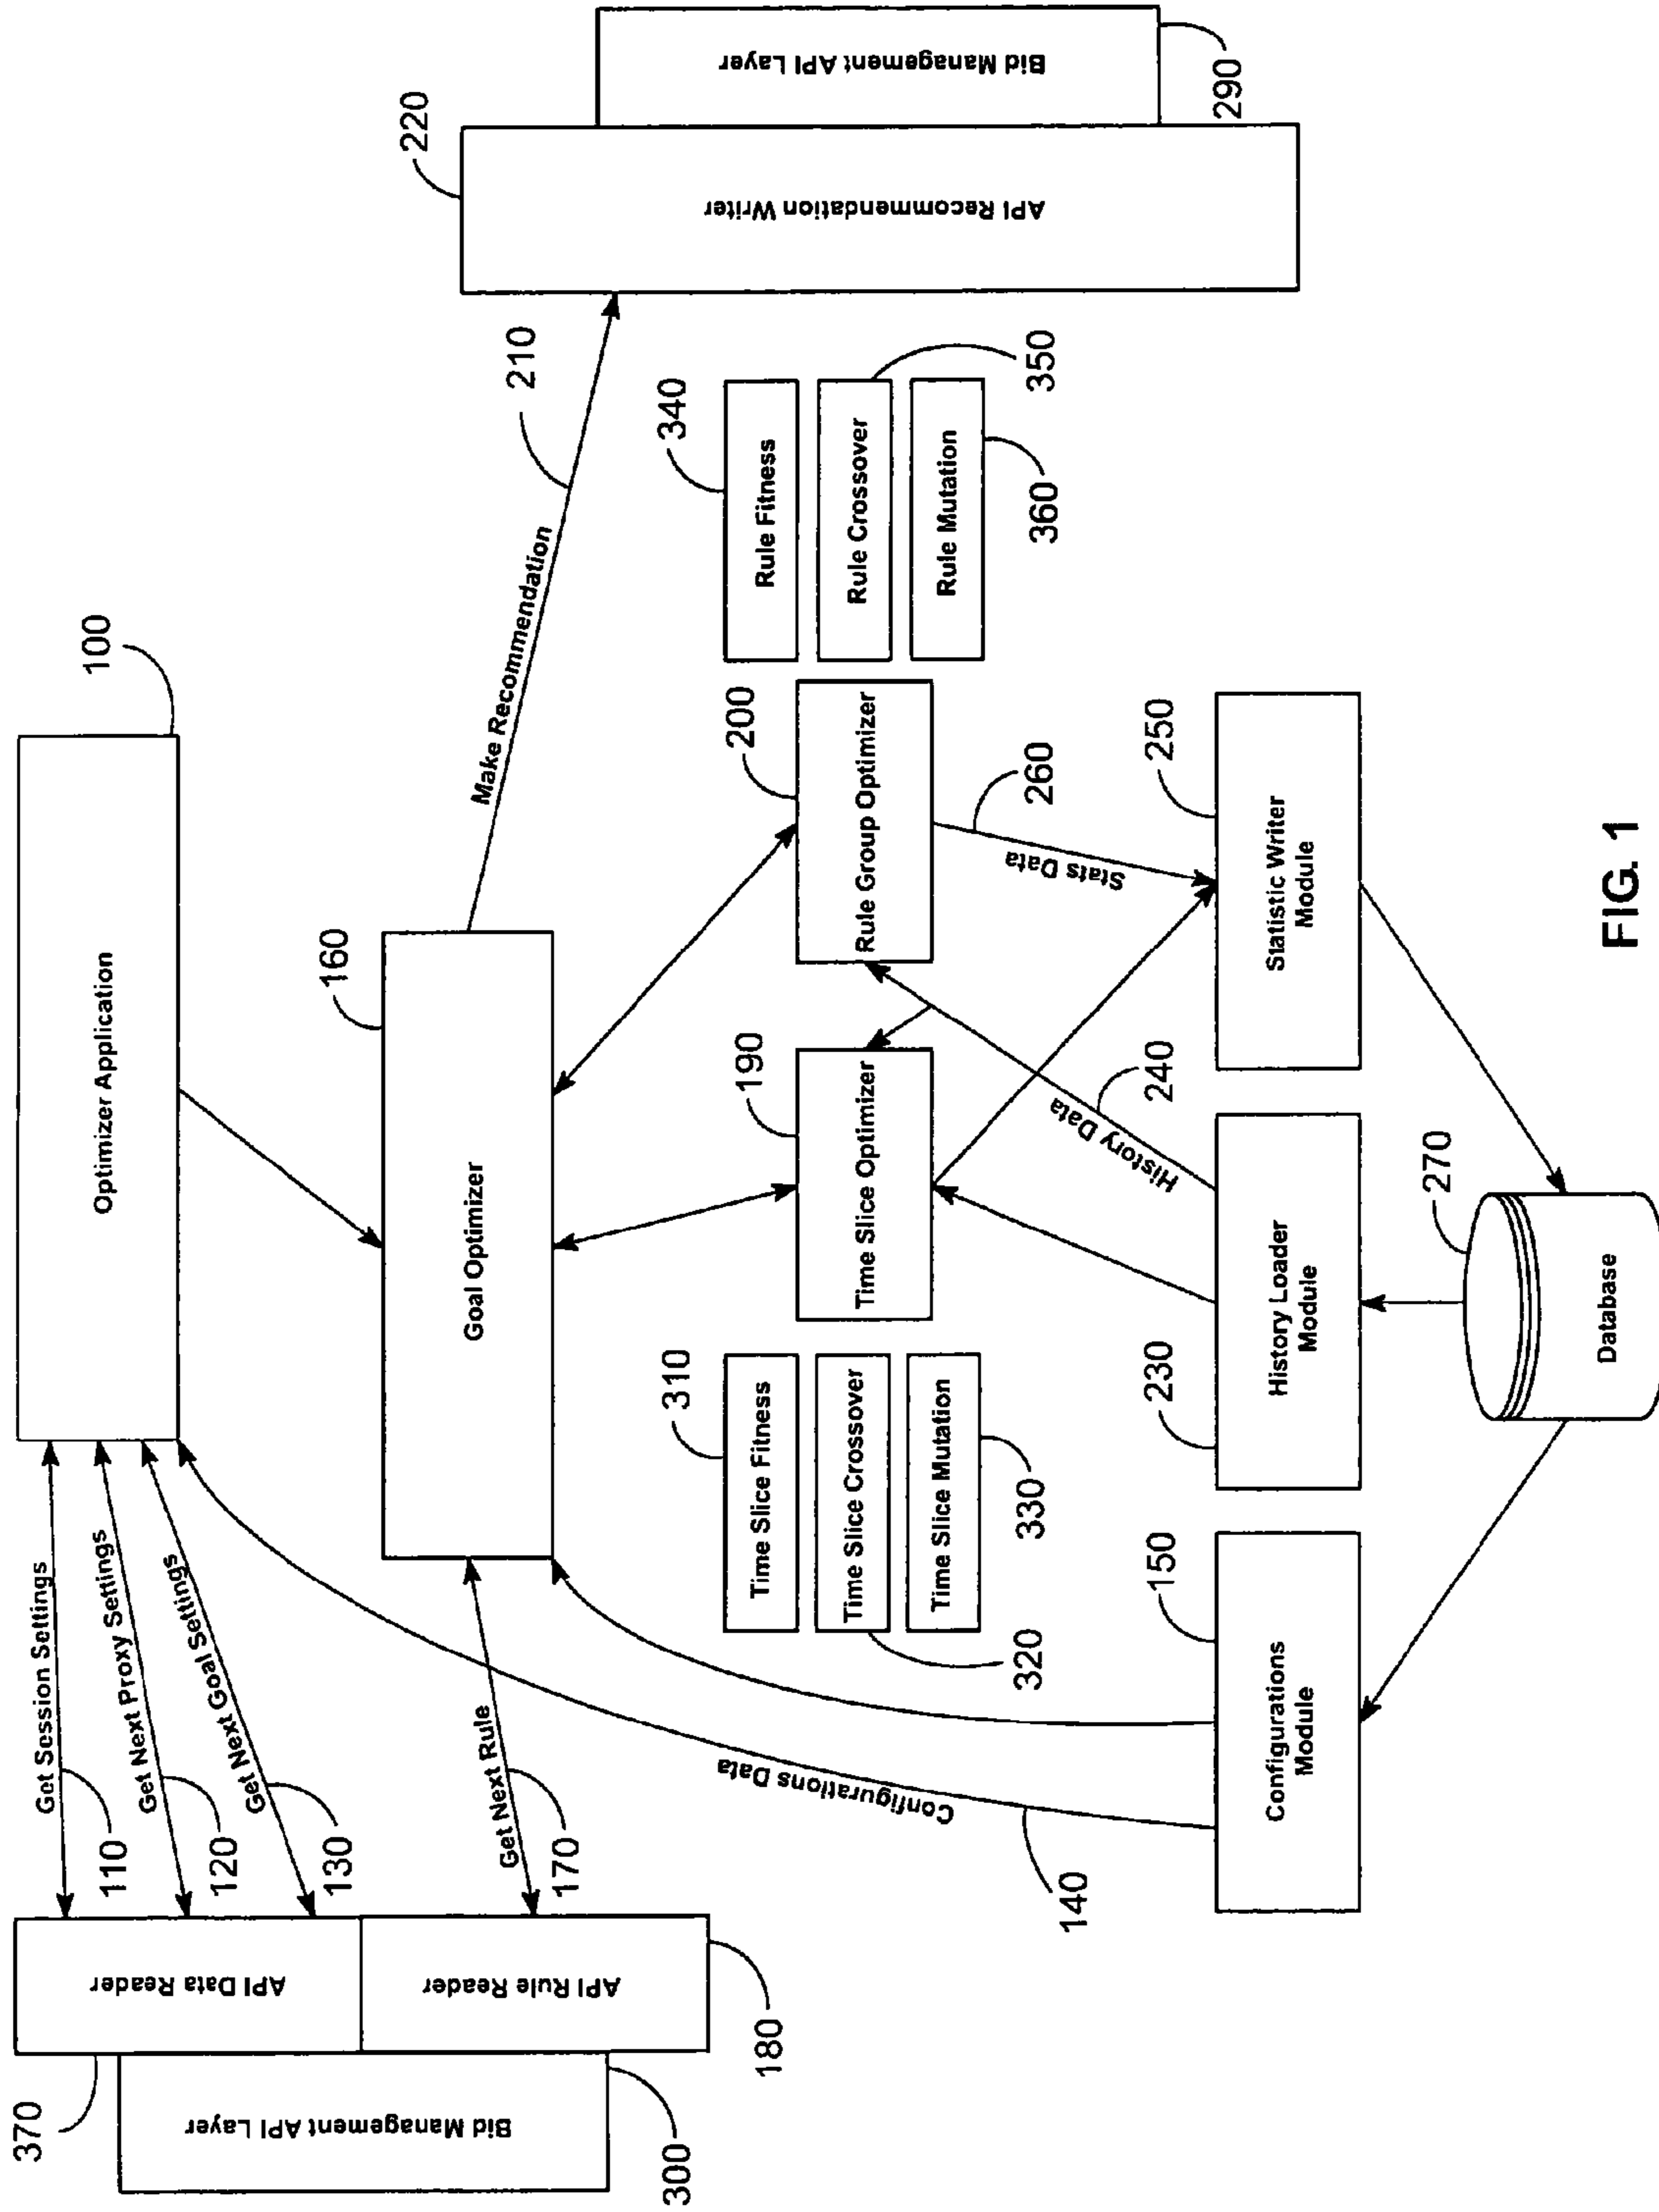 370
API Data Reader
Bid Management API Layer
API Rule Reader
300
180
Get Session Settings
110
Get Next Proxy Settings
120
Get Next Goal Settings
130
Get Next Rule
170
Optimizer Application
100
Goal Optimizer
160
Make Recommendation
210
220
API Recommendation Writer
Bid Management API Layer
290
Configurations Data
140
310
Time Slice Fitness
Time Slice Crossover
Time Slice Mutation
320
330
190
Time Slice Optimizer
200
Rule Group Optimizer
340
Rule Fitness
Rule Crossover
Rule Mutation
350
360
History Data
240
Stats Data
260
150
Configurations
Module
230
History Loader
Module
250
Statistic Writer
Module
270
Database
FIG. 1